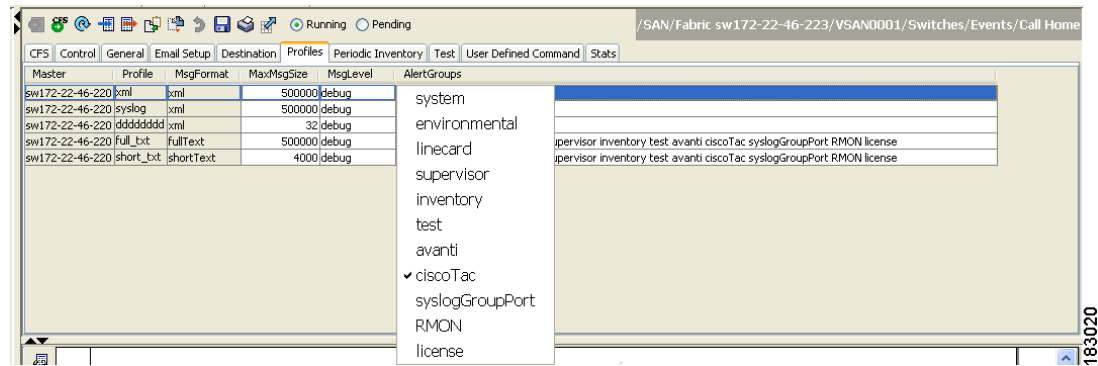 CFS
Running Pending
/SAN/Fabric sw172-22-46-223/VSAN0001/Switches/Events/Call Home
CFS Control General Email Setup Destination Profiles Periodic Inventory Test User Defined Command Stats
Master Profile MsgFormat MaxMsgSize MsgLevel AlertGroups
sw172-22-46-220 xml xml 500000 debug
sw172-22-46-220 syslog xml 500000 debug
sw172-22-46-220 dddddddd xml 32 debug
sw172-22-46-220 full_txt fullText 500000 debug upervisor inventory test avanti ciscoTac syslogGroupPort RMON license
sw172-22-46-220 short_txt shortText 4000 debug upervisor inventory test avanti ciscoTac syslogGroupPort RMON license
system
environmental
linecard
supervisor
inventory
test
avanti
✔ ciscoTac
syslogGroupPort
RMON
license
183020